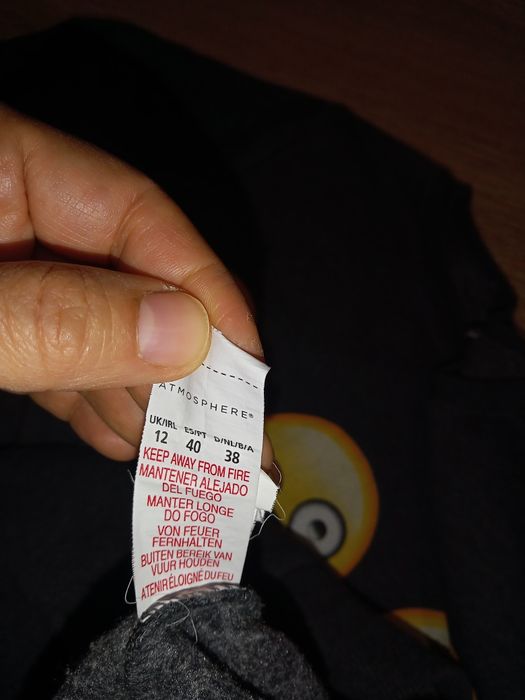 ATMOSPHERE®
UK/IRL ES/PT D/NL/B/A
12 40 38
KEEP AWAY FROM FIRE
MANTENER ALEJADO
DEL FUEGO
MANTER LONGE
DO FOGO
VON FEUER
FERNHALTEN
BUITEN BEREIK VAN
VUUR HOUDEN
ATENIR ÉLOIGNÉ DU FEU